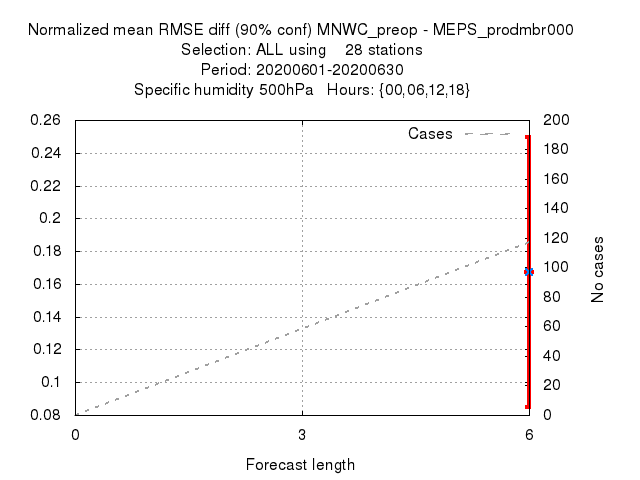 Normalized mean RMSE diff (90% conf) MNWC_preop - MEPS_prodmbr000
Selection: ALL using    28 stations
Period: 20200601-20200630
Specific humidity 500hPa   Hours: {00,06,12,18}
0.26
0.24
0.22
0.2
0.18
0.16
0.14
0.12
0.1
0.08
Cases
200
180
160
140
120
100
80
60
40
20
0
No cases
0 3 6
Forecast length